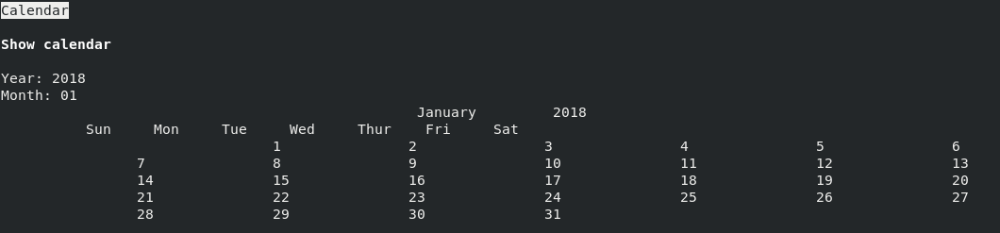 Calendar
Show calendar
Year: 2018
Month: 01
January 2018
Sun Mon Tue Wed Thur Fri Sat
1 2 3 4 5 6
7 8 9 10 11 12 13
14 15 16 17 18 19 20
21 22 23 24 25 26 27
28 29 30 31